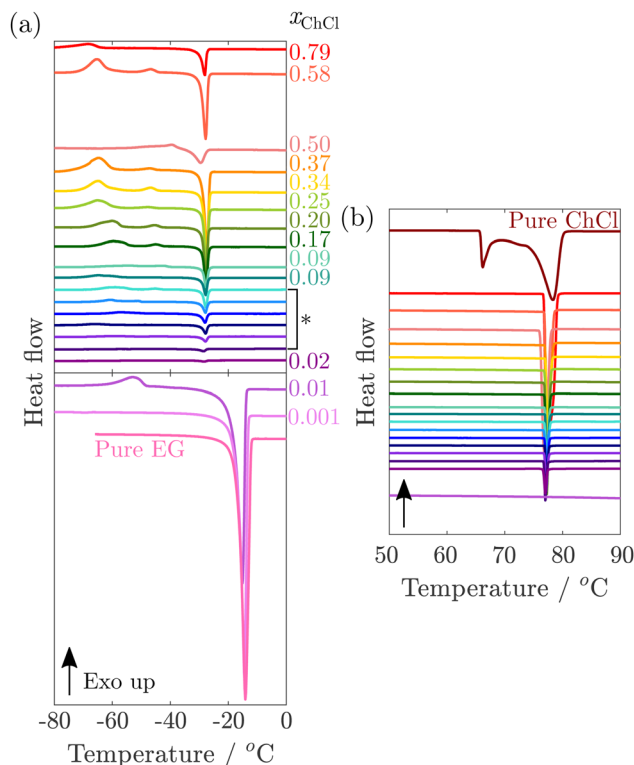 (a)
xChCl
0.79
0.58
0.50
0.37
0.34
0.25
0.20
0.17
0.09
0.09
*
0.02
0.01
0.001
Pure EG
Exo up
Heat flow
-80 -60 -40 -20 0
Temperature / °C
(b)
Pure ChCl
Heat flow
50 60 70 80 90
Temperature / °C